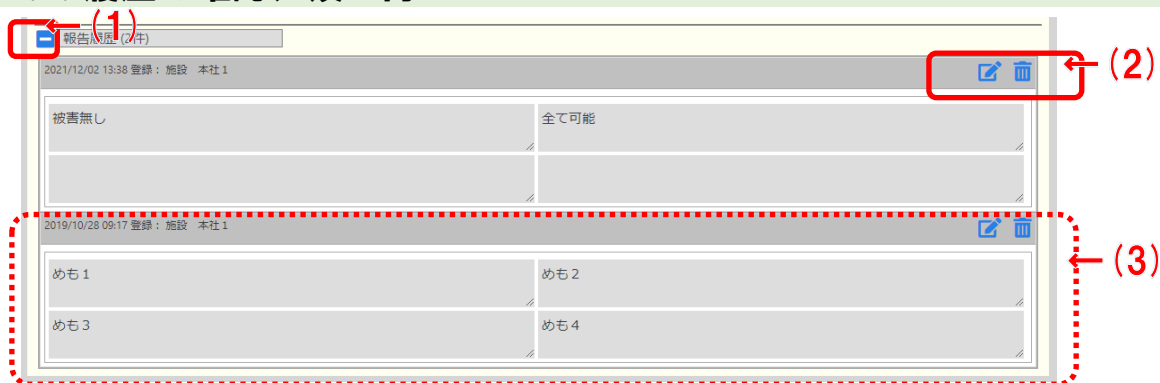 (1)
報告履歴(2件)
2021/12/02 13:38 登録： 施設　本社１
(2)
被害無し
全て可能
2019/10/28 09:17 登録： 施設　本社１
(3)
めも１
めも２
めも３
めも４